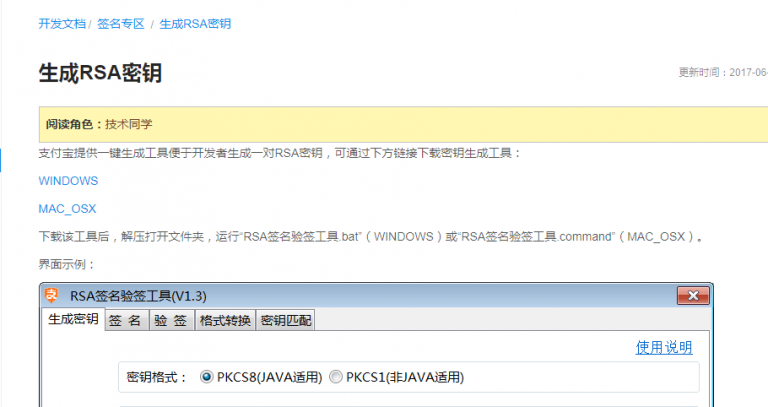 开发文档 / 签名专区 / 生成RSA密钥
生成RSA密钥
更新时间：2017-06-
阅读角色：技术同学
支付宝提供一键生成工具便于开发者生成一对RSA密钥，可通过下方链接下载密钥生成工具：
WINDOWS
MAC_OSX
下载该工具后，解压打开文件夹，运行“RSA签名验签工具.bat”（WINDOWS）或“RSA签名验签工具.command”（MAC_OSX）。
界面示例：
支 RSA签名验签工具(V1.3)
生成密钥 签 名 验 签 格式转换 密钥匹配
使用说明
密钥格式： PKCS8(JAVA适用) PKCS1(非JAVA适用)